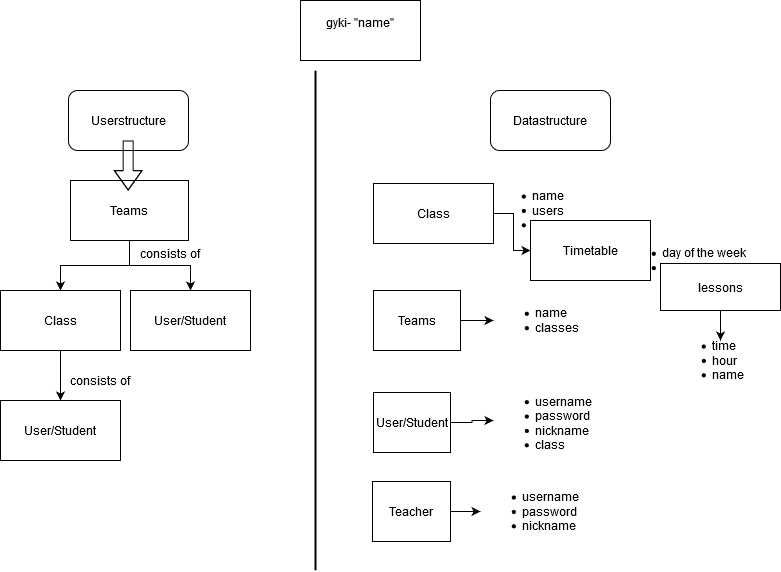 gyki- "name"
Userstructure
Teams
consists of
Class
User/Student
consists of
User/Student
Datastructure
Class
• name
• users
•
Timetable
• day of the week
•
lessons
• time
• hour
• name
Teams
• name
• classes
User/Student
• username
• password
• nickname
• class
Teacher
• username
• password
• nickname